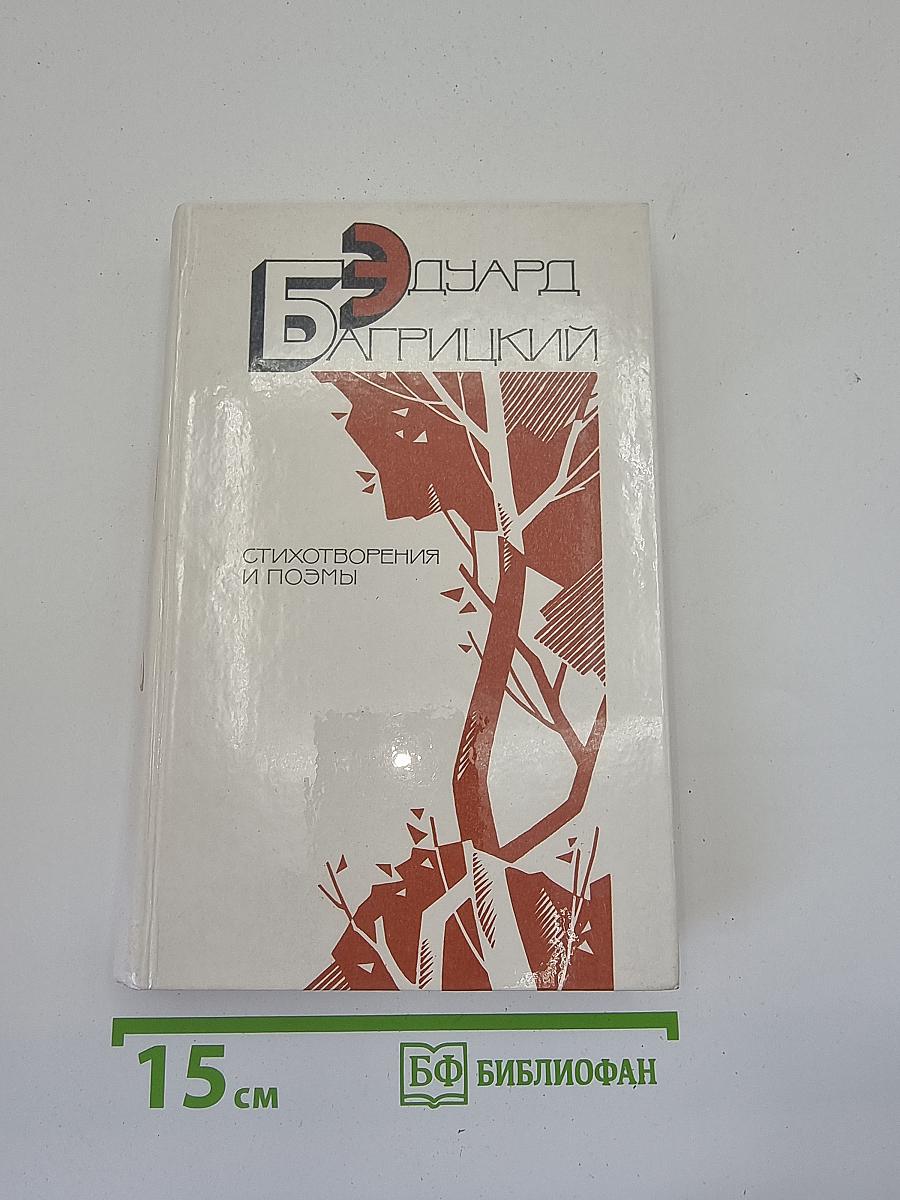 Эдуард
Багрицкий
СТИХОТВОРЕНИЯ
И ПОЭМЫ
15 см
БФ БИБЛИОФАН